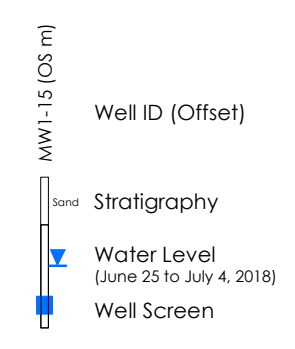 MW1-15 (OS m)
Well ID (Offset)
Sand
Stratigraphy
Water Level
(June 25 to July 4, 2018)
Well Screen